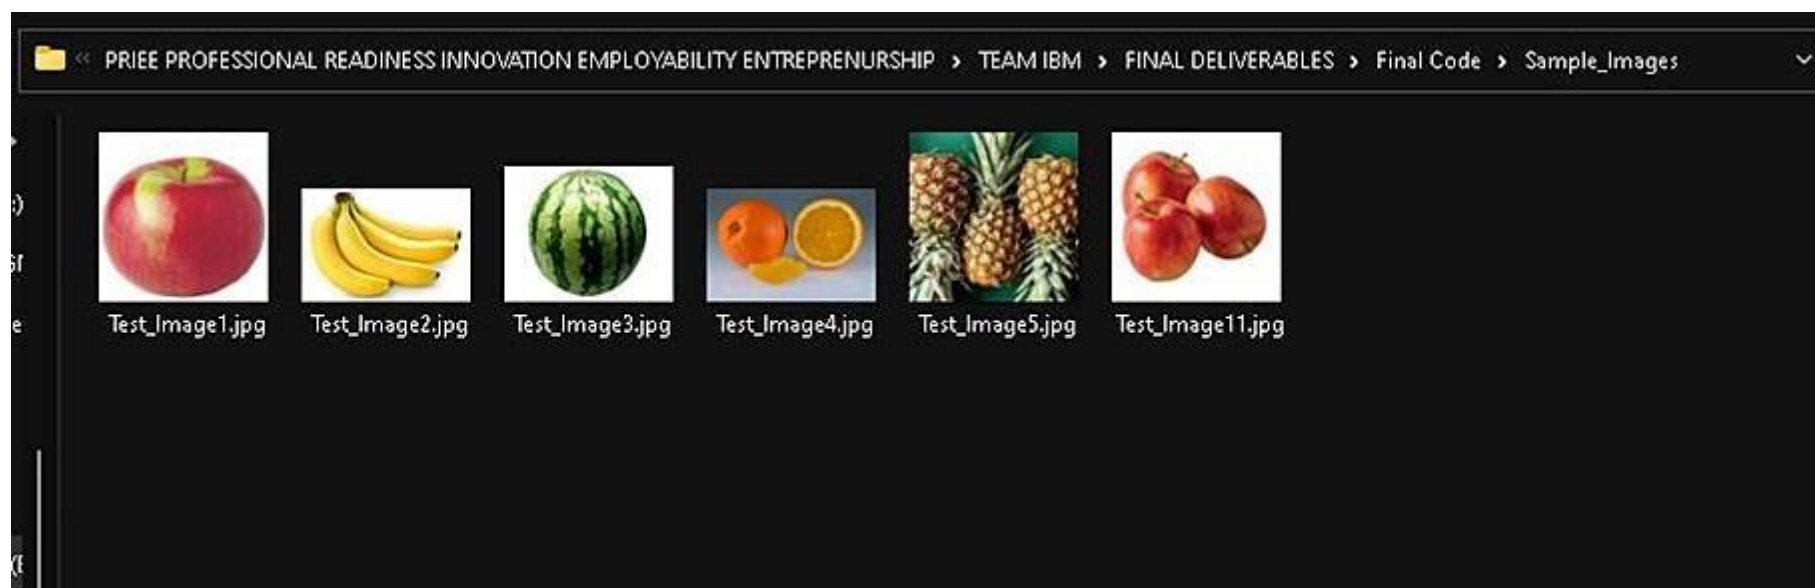 PRIEE PROFESSIONAL READINESS INNOVATION EMPLOYABILITY ENTREPRENURSHIP › TEAM IBM › FINAL DELIVERABLES › Final Code › Sample_Images
Test_Image1.jpg Test_Image2.jpg Test_Image3.jpg Test_Image4.jpg Test_Image5.jpg Test_Image11.jpg